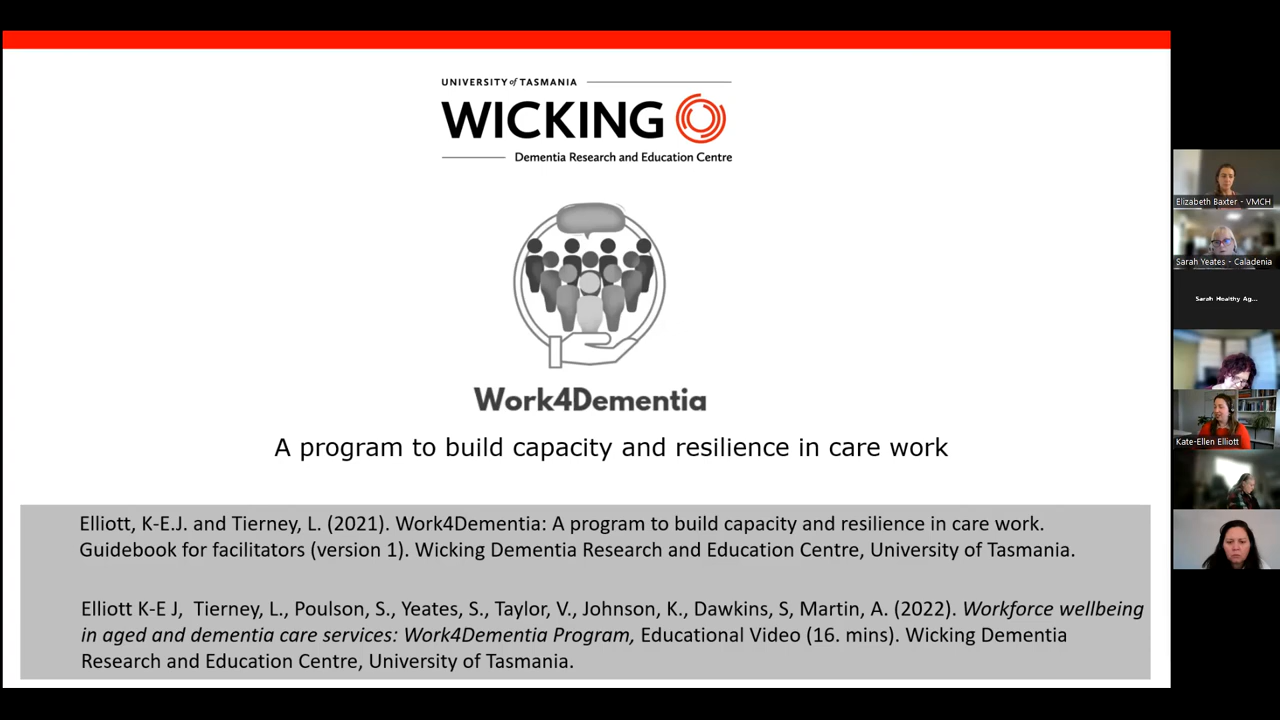 UNIVERSITY of TASMANIA
WICKING
Dementia Research and Education Centre
Work4Dementia
A program to build capacity and resilience in care work
Elliott, K-E.J. and Tierney, L. (2021). Work4Dementia: A program to build capacity and resilience in care work.
Guidebook for facilitators (version 1). Wicking Dementia Research and Education Centre, University of Tasmania.
Elliott K-E J,  Tierney, L., Poulson, S., Yeates, S., Taylor, V., Johnson, K., Dawkins, S, Martin, A. (2022). Workforce wellbeing
in aged and dementia care services: Work4Dementia Program, Educational Video (16. mins). Wicking Dementia
Research and Education Centre, University of Tasmania.
Elizabeth Baxter - VMCH
Sarah Yeates - Caladenia
Sarah Healthy Ag...
Kate-Ellen Elliott